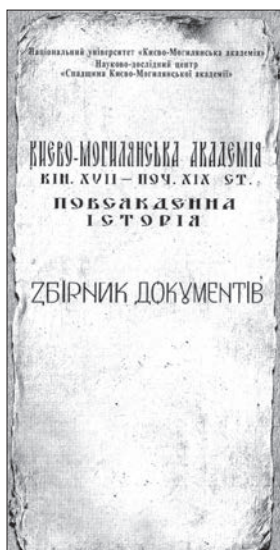 Національний університет «Києво-Могилянська академія»
Науково-дослідний центр
«Спадщина Києво-Могилянської академії»
КИЄВО-МОГИЛЯНСЬКА АКАДЕМІЯ
КІН. XVII – ПОЧ. XIX СТ.
ПОВСЯКДЕННА
ІСТОРІЯ
ЗБІРНИК ДОКУМЕНТІВ